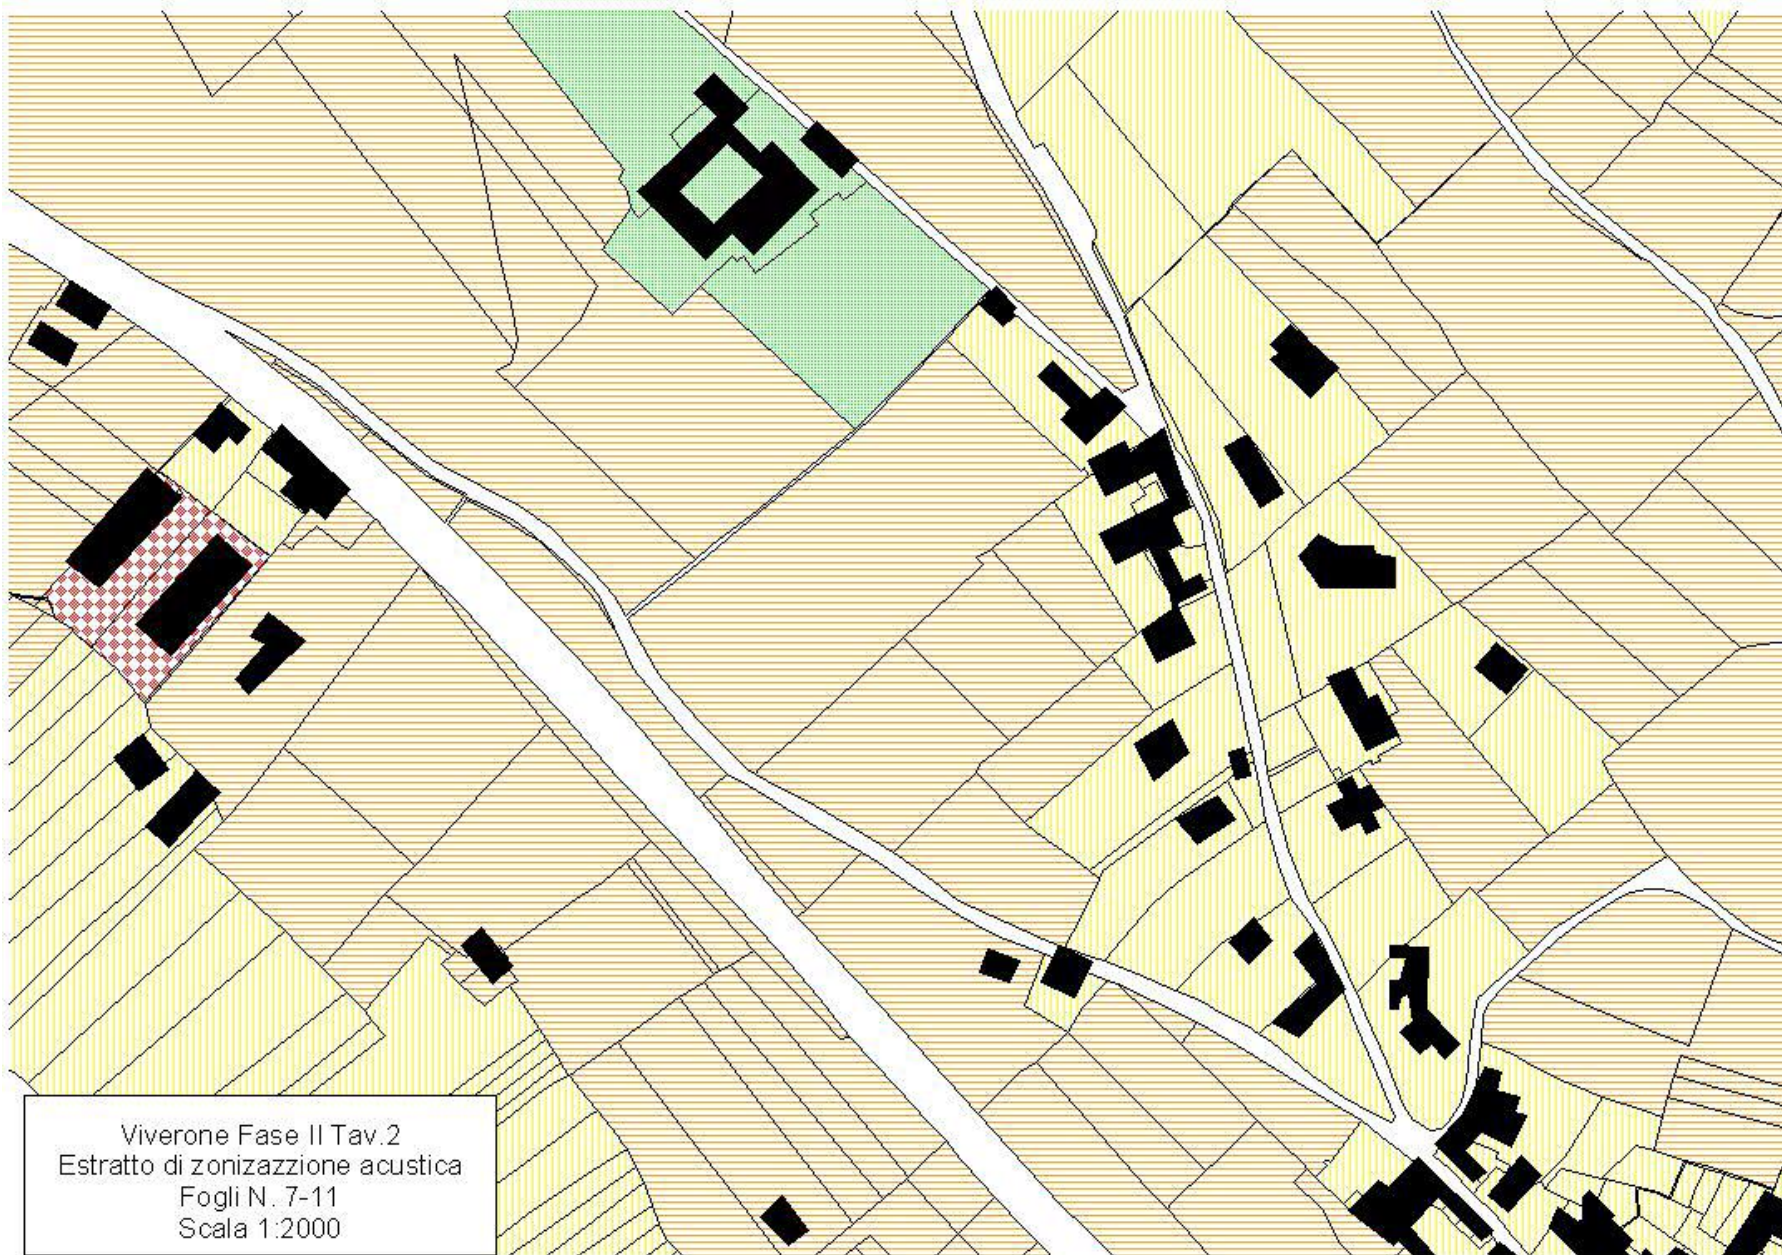 Viverone Fase II Tav.2
Estratto di zonizazzione acustica
Fogli N. 7-11
Scala 1:2000